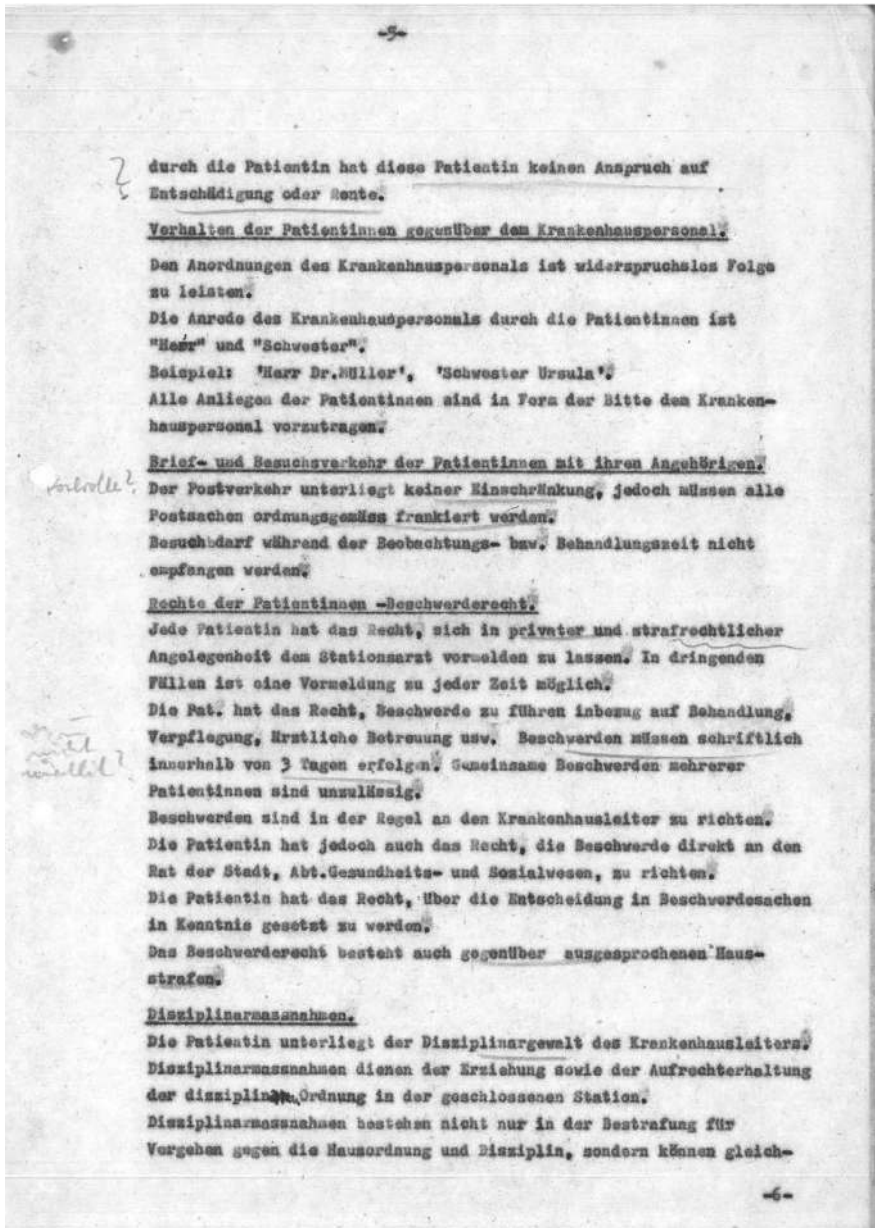 -5-
durch die Patientin hat diese Patientin keinen Anspruch auf
Entschädigung oder Rente.
Verhalten der Patientinnen gegenüber dem Krankenhauspersonal.
Den Anordnungen des Krankenhauspersonals ist widerspruchslos Folge
zu leisten.
Die Anrede des Krankenhauspersonals durch die Patientinnen ist
"Herr" und "Schwester".
Beispiel: 'Herr Dr.Müller', 'Schwester Ursula'.
Alle Anliegen der Patientinnen sind in Form der Bitte dem Kranken-
hauspersonal vorzutragen.
Brief- und Besuchsverkehr der Patientinnen mit ihren Angehörigen.
Der Postverkehr unterliegt keiner Einschränkung, jedoch müssen alle
Postsachen ordnungsgemäss frankiert werden.
Besuch darf während der Beobachtungs- bzw. Behandlungszeit nicht
empfangen werden.
Rechte der Patientinnen -Beschwerderecht.
Jede Patientin hat das Recht, sich in privater und strafrechtlicher
Angelegenheit dem Stationsarzt vormelden zu lassen. In dringenden
Fällen ist eine Vormeldung zu jeder Zeit möglich.
Die Pat. hat das Recht, Beschwerde zu führen inbezug auf Behandlung,
Verpflegung, ärztliche Betreuung usw. Beschwerden müssen schriftlich
innerhalb von 3 Tagen erfolgen. Gemeinsame Beschwerden mehrerer
Patientinnen sind unzulässig.
Beschwerden sind in der Regel an den Krankenhausleiter zu richten.
Die Patientin hat jedoch auch das Recht, die Beschwerde direkt an den
Rat der Stadt, Abt.Gesundheits- und Sozialwesen, zu richten.
Die Patientin hat das Recht, über die Entscheidung in Beschwerdesachen
in Kenntnis gesetzt zu werden.
Das Beschwerderecht besteht auch gegenüber ausgesprochenen Haus-
strafen.
Disziplinarmassnahmen.
Die Patientin unterliegt der Disziplinargewalt des Krankenhausleiters.
Disziplinarmassnahmen dienen der Erziehung sowie der Aufrechterhaltung
der Ordnung in der geschlossenen Station.
Disziplinarmassnahmen bestehen nicht nur in der Bestrafung für
Vergehen gegen die Hausordnung und Disziplin, sondern können gleich-
-6-